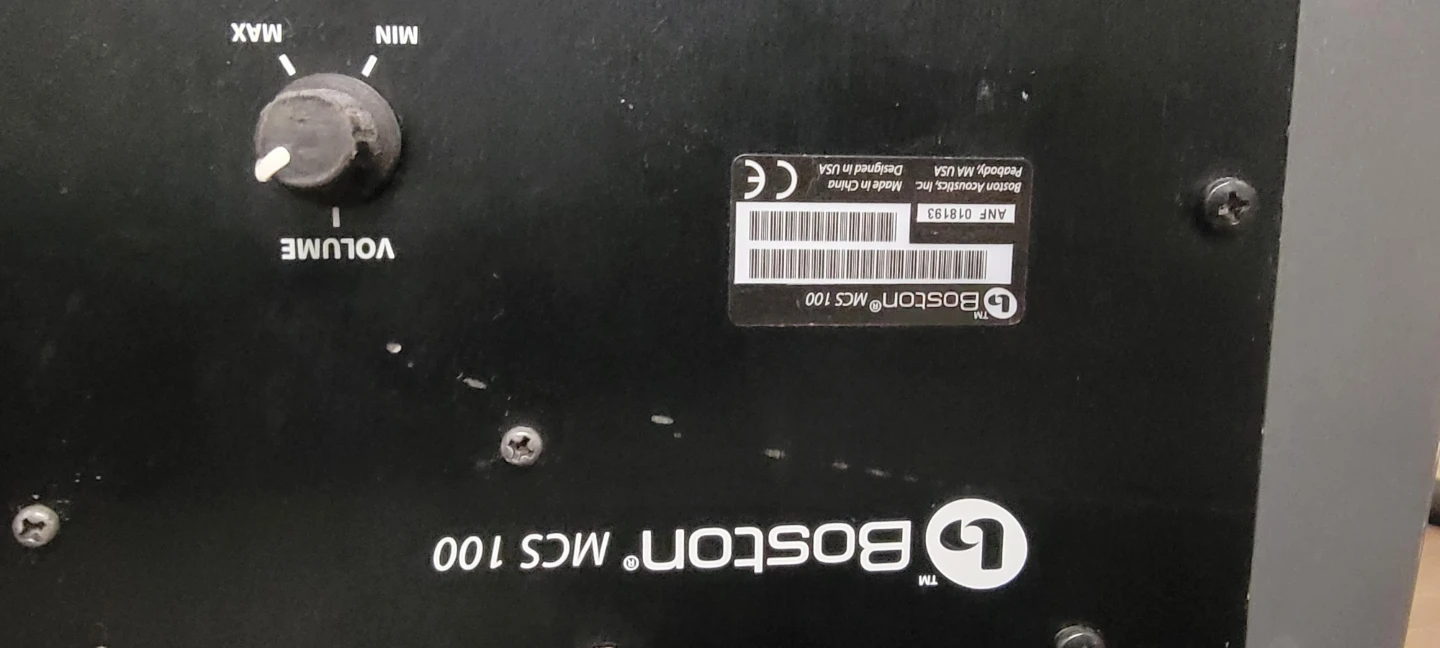 Boston® MCS 100
™
Boston® MCS 100
™
ANF 018193
Boston Acoustics, Inc.
Peabody, MA USA
Made in China
Designed in USA
CE
VOLUME
MIN
MAX